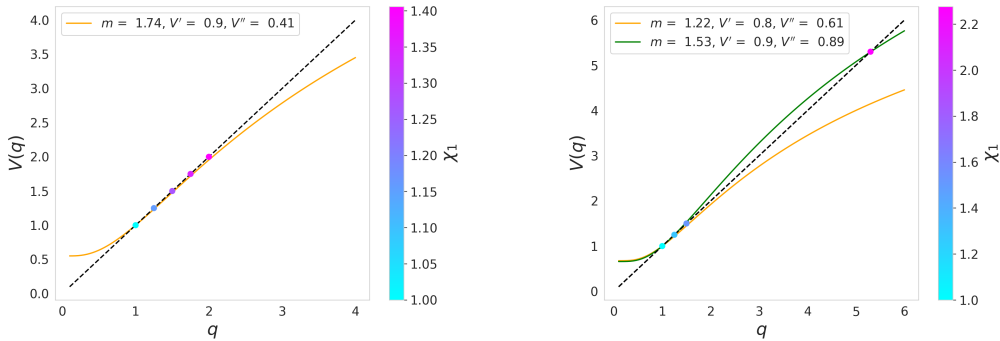 m = 1.74, V′ = 0.9, V′′ = 0.41
V(q)
4.0
3.5
3.0
2.5
2.0
1.5
1.0
0.5
0.0
0 1 2 3 4
q
1.40
1.35
1.30
1.25
1.20
1.15
1.10
1.05
1.00
χ1
m = 1.22, V′ = 0.8, V′′ = 0.61
m = 1.53, V′ = 0.9, V′′ = 0.89
V(q)
6
5
4
3
2
1
0
0 1 2 3 4 5 6
q
2.2
2.0
1.8
1.6
1.4
1.2
1.0
χ1